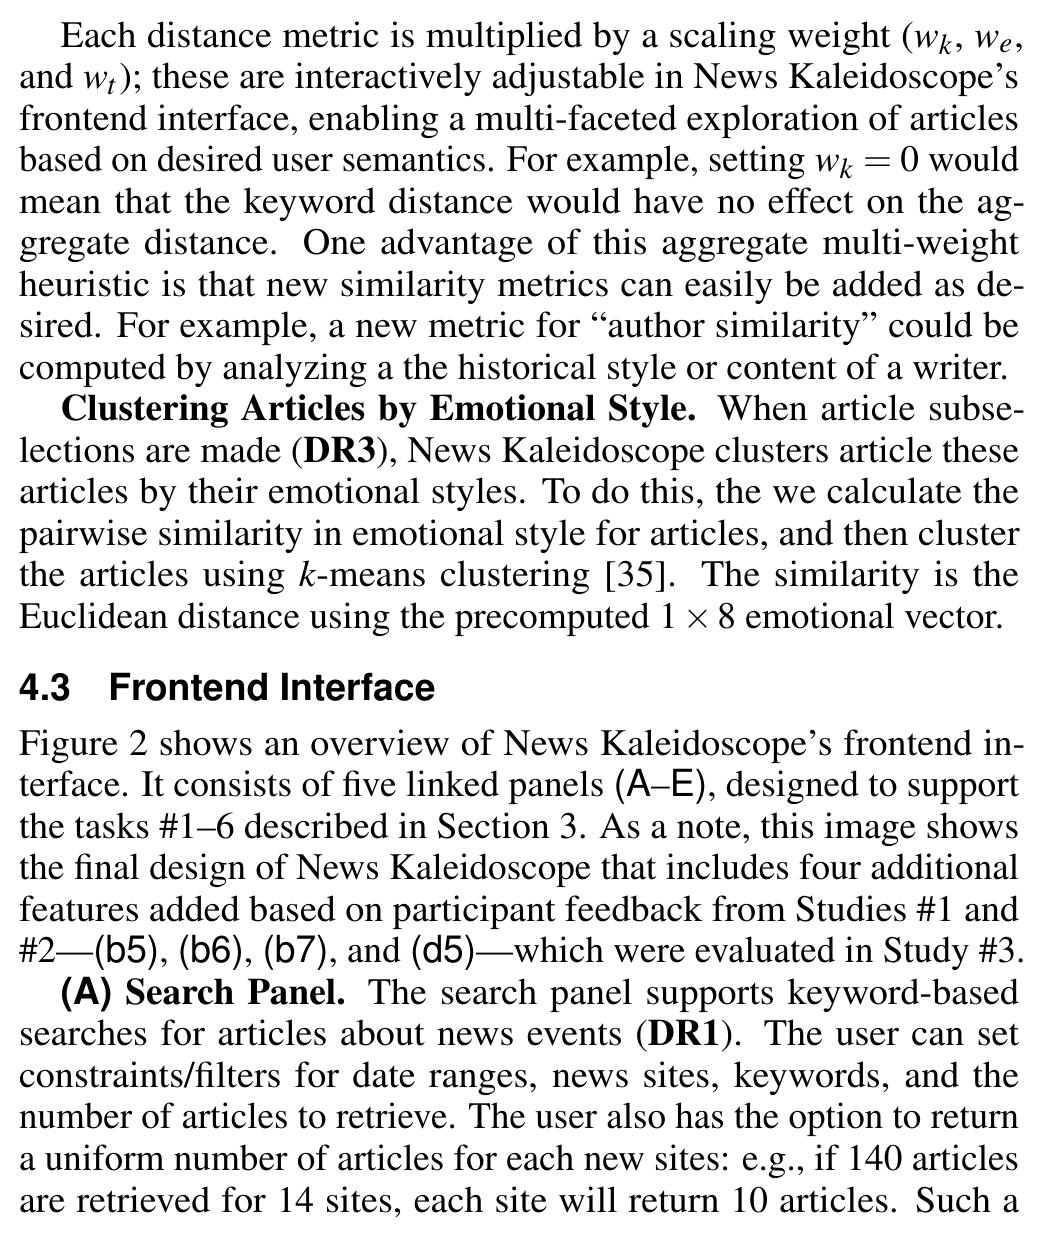 Each distance metric is multiplied by a scaling weight (wk, we,
and wt); these are interactively adjustable in News Kaleidoscope’s
frontend interface, enabling a multi-faceted exploration of articles
based on desired user semantics. For example, setting wk = 0 would
mean that the keyword distance would have no effect on the ag-
gregate distance. One advantage of this aggregate multi-weight
heuristic is that new similarity metrics can easily be added as de-
sired. For example, a new metric for “author similarity” could be
computed by analyzing a the historical style or content of a writer.
Clustering Articles by Emotional Style. When article subse-
lections are made (DR3), News Kaleidoscope clusters article these
articles by their emotional styles. To do this, the we calculate the
pairwise similarity in emotional style for articles, and then cluster
the articles using k-means clustering [35]. The similarity is the
Euclidean distance using the precomputed 1 × 8 emotional vector.
4.3 Frontend Interface
Figure 2 shows an overview of News Kaleidoscope’s frontend in-
terface. It consists of five linked panels (A–E), designed to support
the tasks #1–6 described in Section 3. As a note, this image shows
the final design of News Kaleidoscope that includes four additional
features added based on participant feedback from Studies #1 and
#2—(b5), (b6), (b7), and (d5)—which were evaluated in Study #3.
(A) Search Panel. The search panel supports keyword-based
searches for articles about news events (DR1). The user can set
constraints/filters for date ranges, news sites, keywords, and the
number of articles to retrieve. The user also has the option to return
a uniform number of articles for each new sites: e.g., if 140 articles
are retrieved for 14 sites, each site will return 10 articles. Such a